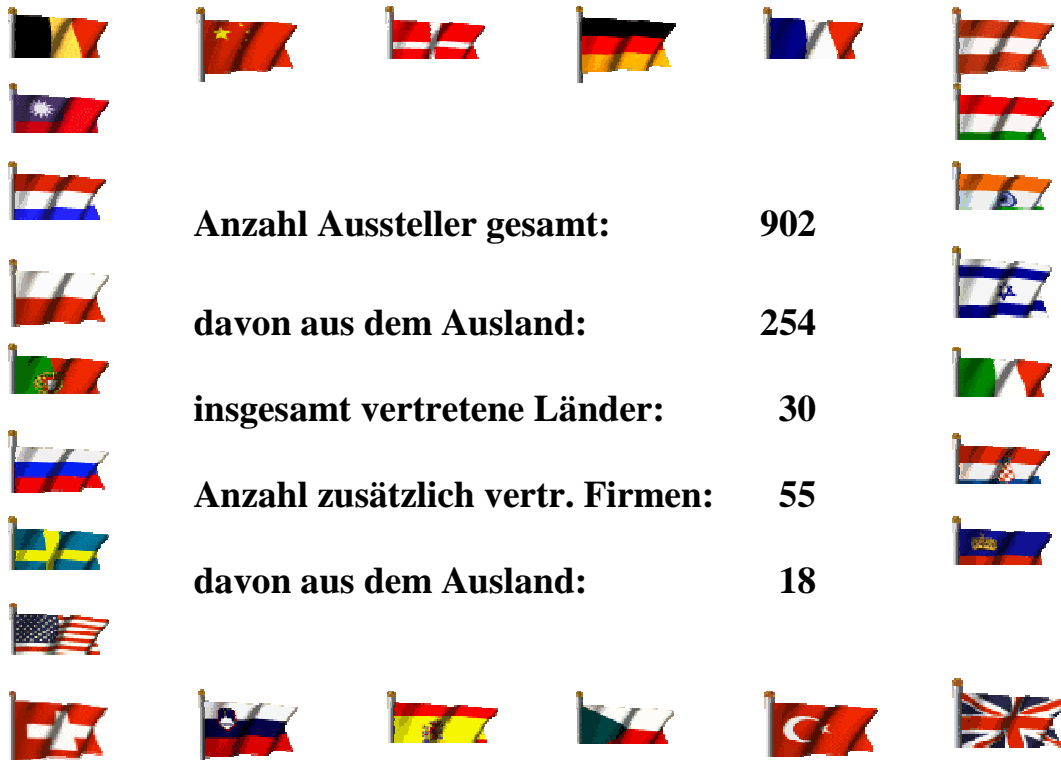 Anzahl Aussteller gesamt: 902
davon aus dem Ausland: 254
insgesamt vertretene Länder: 30
Anzahl zusätzlich vertr. Firmen: 55
davon aus dem Ausland: 18